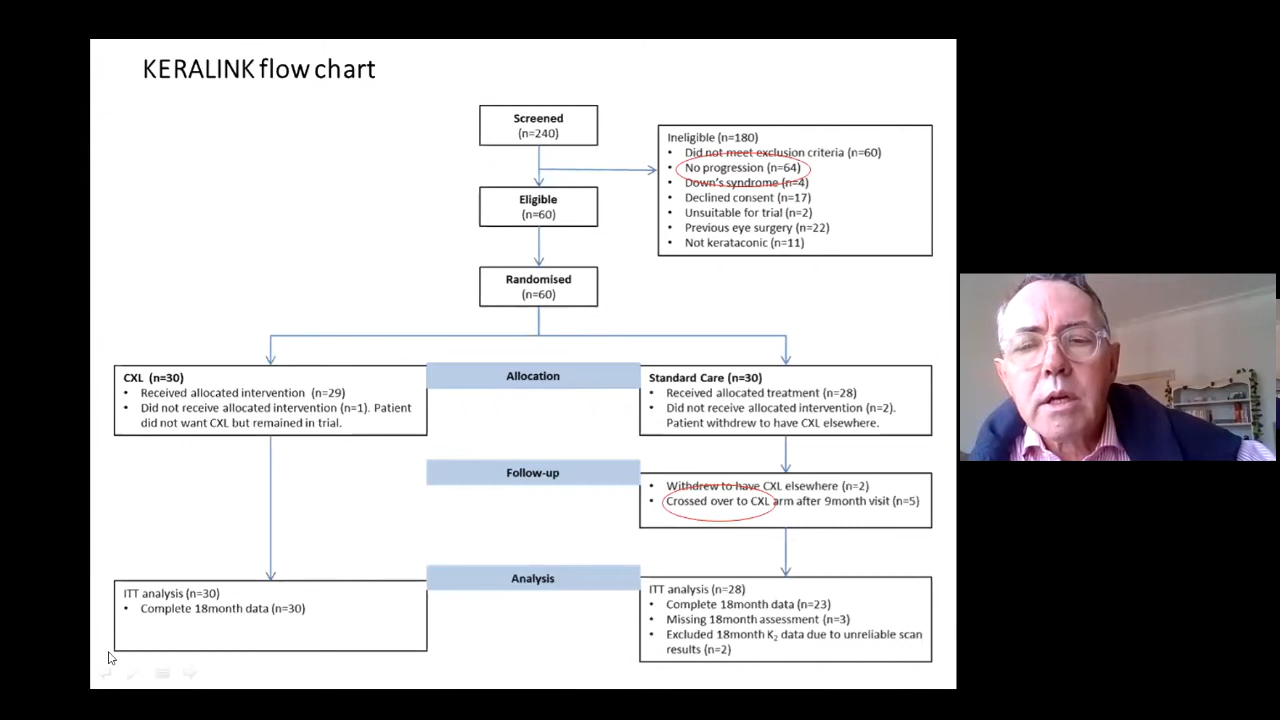 KERALINK flow chart
Screened
(n=240)
Ineligible (n=180)
• Did not meet exclusion criteria (n=60)
• No progression (n=64)
• Down's syndrome (n=4)
• Declined consent (n=17)
• Unsuitable for trial (n=2)
• Previous eye surgery (n=22)
• Not kerataconic (n=11)
Eligible
(n=60)
Randomised
(n=60)
CXL (n=30)
• Received allocated intervention (n=29)
• Did not receive allocated intervention (n=1). Patient
did not want CXL but remained in trial.
Allocation
Standard Care (n=30)
• Received allocated treatment (n=28)
• Did not receive allocated intervention (n=2).
Patient withdrew to have CXL elsewhere.
Follow-up
• Withdrew to have CXL elsewhere (n=2)
• Crossed over to CXL arm after 9month visit (n=5)
Analysis
ITT analysis (n=30)
• Complete 18month data (n=30)
ITT analysis (n=28)
• Complete 18month data (n=23)
• Missing 18month assessment (n=3)
• Excluded 18month K₂ data due to unreliable scan
results (n=2)